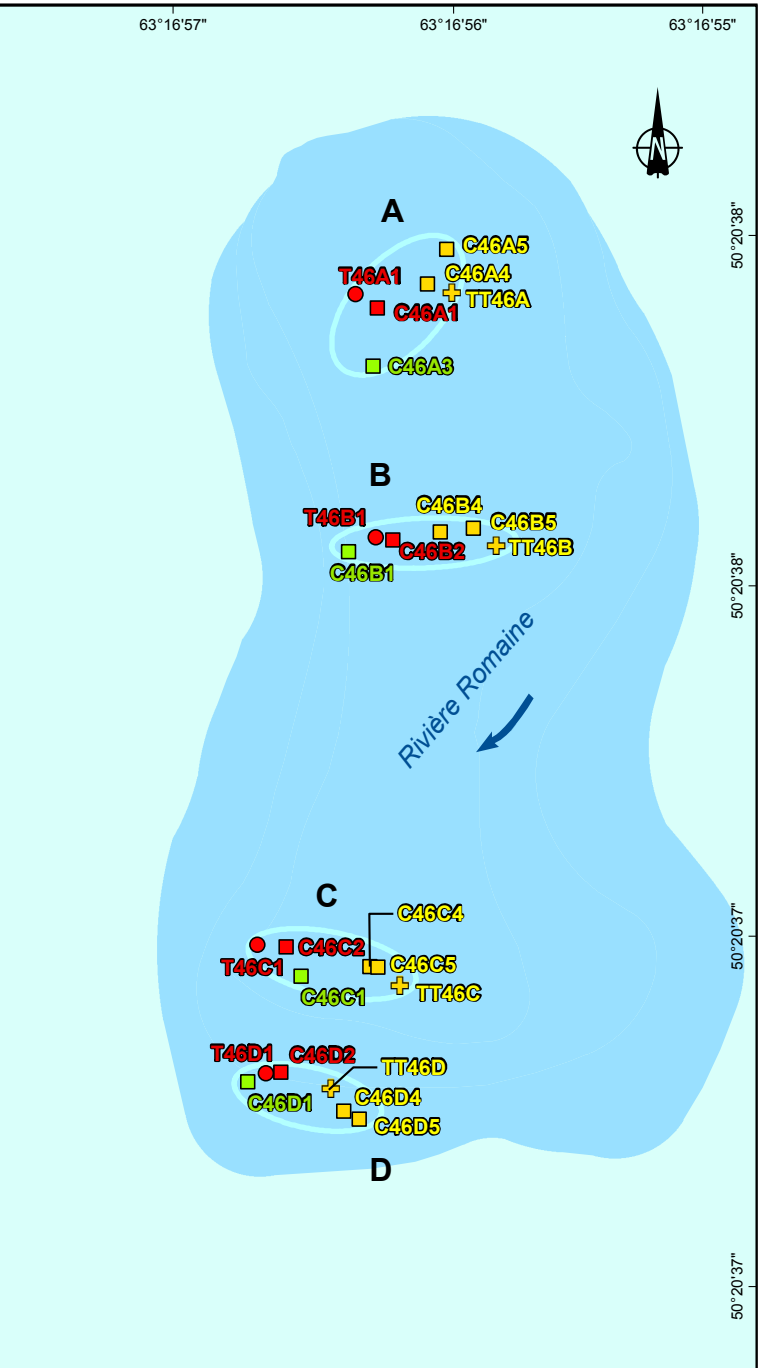 63°16'57"
63°16'56"
63°16'55"
N
50°20'38"
A
C46A5
C46A4
T46A1
TT46A
C46A1
C46A3
B
C46B4
T46B1
C46B5
TT46B
C46B2
C46B1
50°20'38"
Rivière Romaine
C
C46C4
50°20'37"
C46C2
T46C1
C46C5
TT46C
C46C1
T46D1
C46D2
TT46D
C46D4
C46D1
C46D5
D
50°20'37"